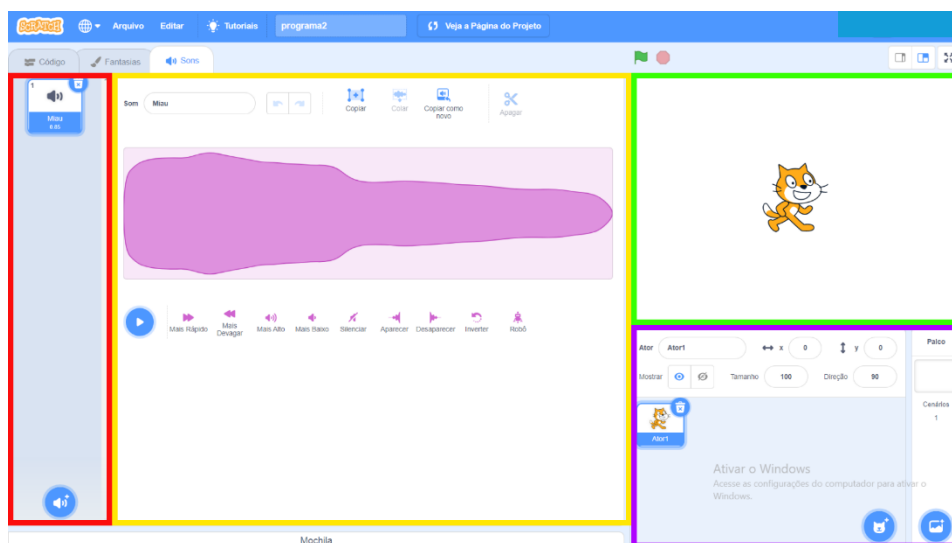 SCRATCH Arquivo Editar Tutoriais programa2 Veja a Página do Projeto
Código Fantasias Sons
1
Miau
0.85
Som Miau
Copiar Colar Copiar como novo Apagar
Mais Rápido Mais Devagar Mais Alto Mais Baixo Silenciar Aparecer Desaparecer Inverter Robô
Ator Ator1 x 0 y 0
Mostrar Tamanho 100 Direção 90
Ator1
Palco
Cenários
1
Ativar o Windows
Acesse as configurações do computador para ativar o
Windows.
Mochila